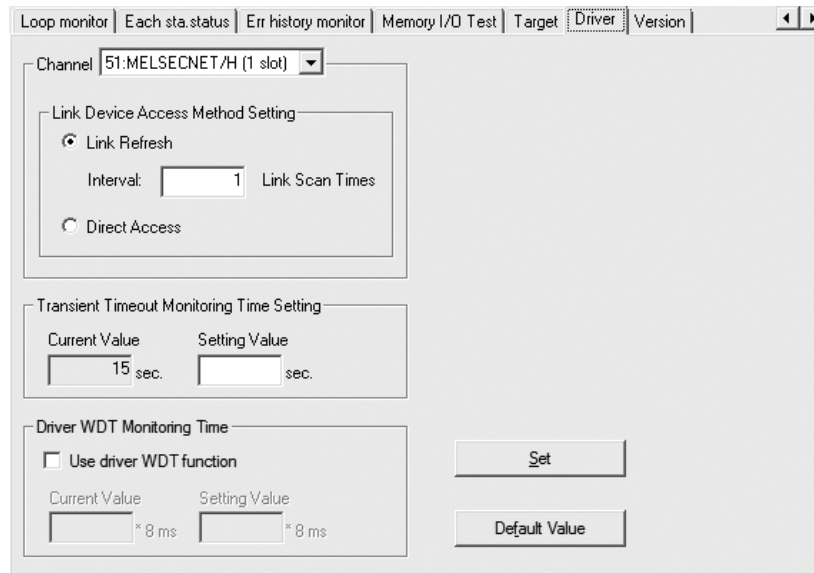 Loop monitor Each sta.status Err history monitor Memory I/O Test Target Driver Version
Channel 51:MELSECNET/H (1 slot)
Link Device Access Method Setting
Link Refresh
Interval: 1 Link Scan Times
Direct Access
Transient Timeout Monitoring Time Setting
Current Value Setting Value
15 sec. sec.
Driver WDT Monitoring Time
Use driver WDT function
Current Value Setting Value
* 8 ms * 8 ms
Set
Default Value